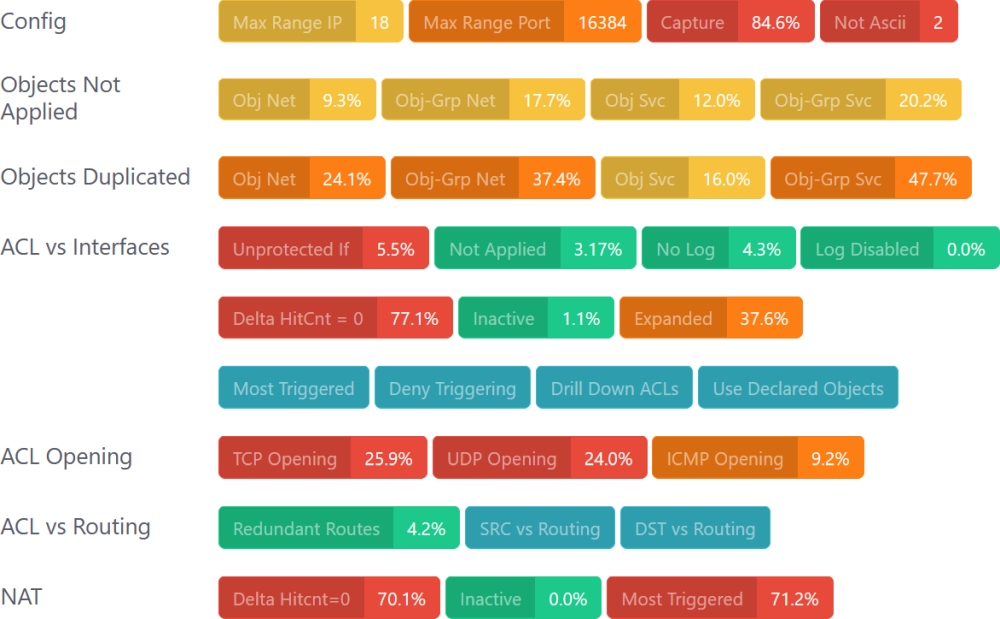 Config Max Range IP 18 Max Range Port 16384 Capture 84.6% Not Ascii 2
Objects Not
Applied
Obj Net 9.3% Obj-Grp Net 17.7% Obj Svc 12.0% Obj-Grp Svc 20.2%
Objects Duplicated Obj Net 24.1% Obj-Grp Net 37.4% Obj Svc 16.0% Obj-Grp Svc 47.7%
ACL vs Interfaces Unprotected If 5.5% Not Applied 3.17% No Log 4.3% Log Disabled 0.0%
Delta HitCnt = 0 77.1% Inactive 1.1% Expanded 37.6%
Most Triggered Deny Triggering Drill Down ACLs Use Declared Objects
ACL Opening TCP Opening 25.9% UDP Opening 24.0% ICMP Opening 9.2%
ACL vs Routing Redundant Routes 4.2% SRC vs Routing DST vs Routing
NAT Delta Hitcnt=0 70.1% Inactive 0.0% Most Triggered 71.2%